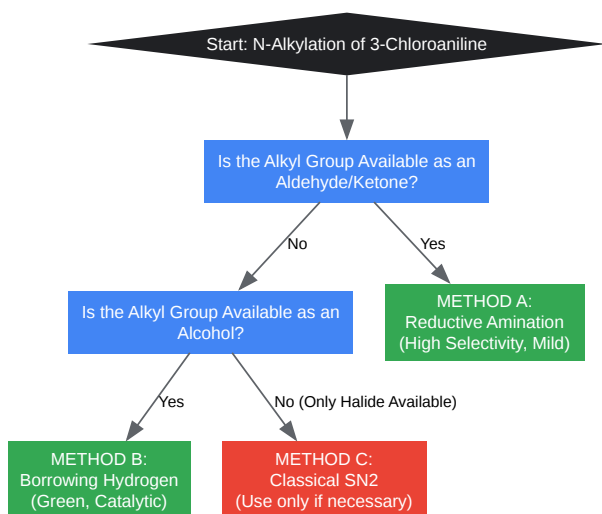 Start: N-Alkylation of 3-Chloroaniline
Is the Alkyl Group Available as an
Aldehyde/Ketone?
No
Yes
METHOD A:
Reductive Amination
(High Selectivity, Mild)
Is the Alkyl Group Available as an
Alcohol?
Yes
No (Only Halide Available)
METHOD B:
Borrowing Hydrogen
(Green, Catalytic)
METHOD C:
Classical SN2
(Use only if necessary)